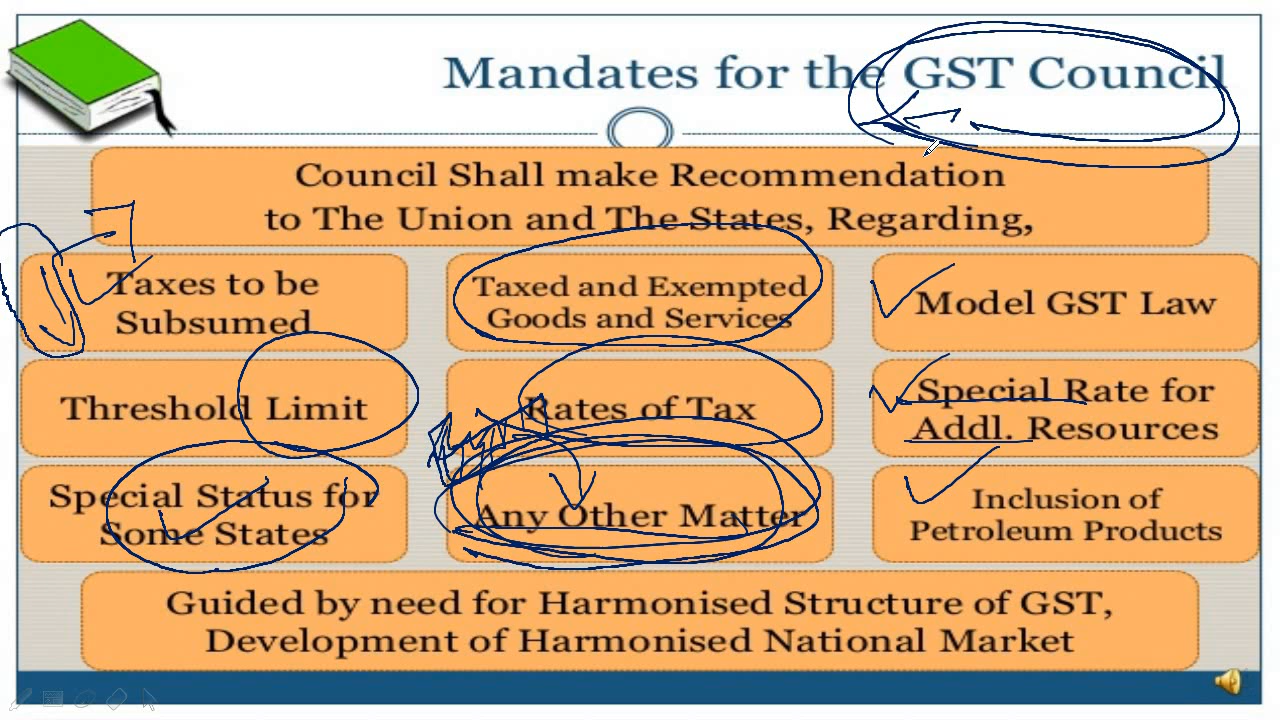 Mandates for the GST Council
Council Shall make Recommendation
to The Union and The States, Regarding,
Taxes to be
Subsumed
Taxed and Exempted
Goods and Services
Model GST Law
Threshold Limit
Rates of Tax
Special Rate for
Addl. Resources
Special Status for
Some States
Any Other Matter
Inclusion of
Petroleum Products
Guided by need for Harmonised Structure of GST,
Development of Harmonised National Market